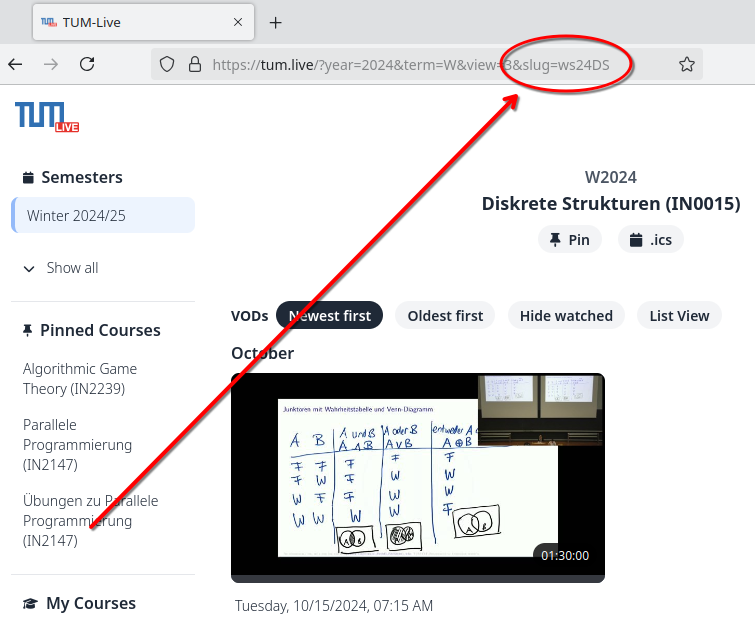 TUM-Live
https://tum.live/?year=2024&term=W&view=3&slug=ws24DS
TUM
LIVE
Semesters
Winter 2024/25
Show all
Pinned Courses
Algorithmic Game
Theory (IN2239)
Parallele
Programmierung
(IN2147)
Übungen zu Parallele
Programmierung
(IN2147)
My Courses
W2024
Diskrete Strukturen (IN0015)
Pin
.ics
VODs
Newest first
Oldest first
Hide watched
List View
October
Junktoren mit Wahrheitstabelle und Venn-Diagramm
A B A und B A oder B entweder A
A ∧ B A ∨ B A ⊕ B
F F F F F
F W F W W
W F F W W
W W W W F
A B
A B
01:30:00
Tuesday, 10/15/2024, 07:15 AM